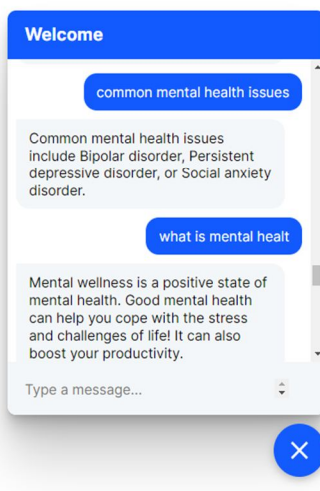 Welcome
common mental health issues
Common mental health issues
include Bipolar disorder, Persistent
depressive disorder, or Social anxiety
disorder.
what is mental healt
Mental wellness is a positive state of
mental health. Good mental health
can help you cope with the stress
and challenges of life! It can also
boost your productivity.
Type a message...